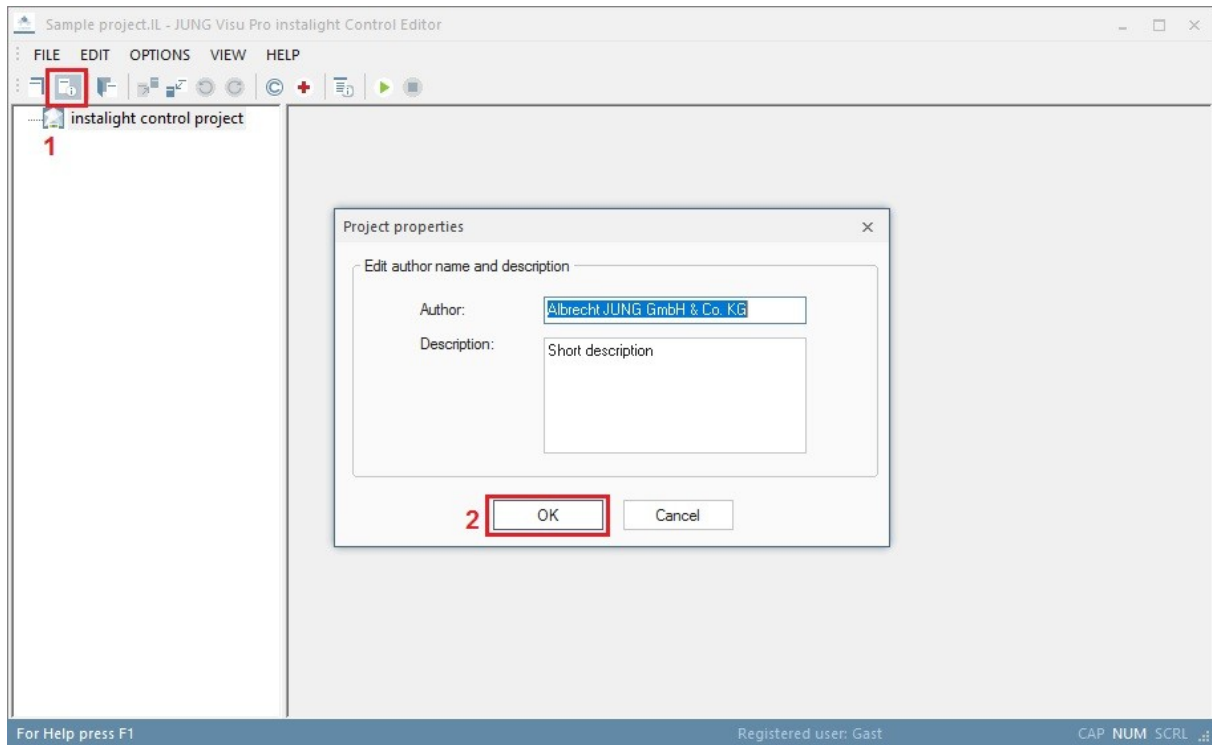 Sample project.IL - JUNG Visu Pro instalight Control Editor
FILE EDIT OPTIONS VIEW HELP
instalight control project
1
Project properties
Edit author name and description
Author: Albrecht JUNG GmbH & Co. KG
Description: Short description
2 OK Cancel
For Help press F1 Registered user: Gast CAP NUM SCRL